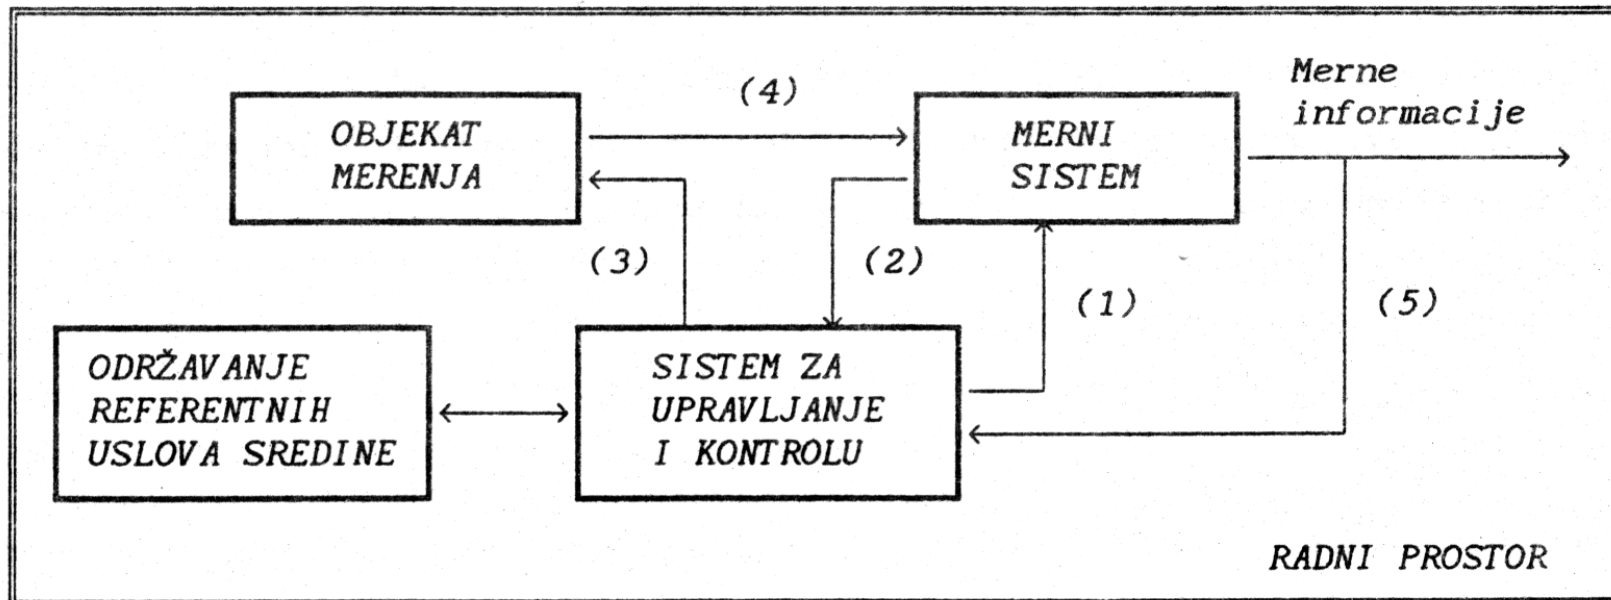 (4)
Merne
informacije
OBJEKAT
MERENJA
MERNI
SISTEM
(3)
(2)
(1)
(5)
ODRŽAVANJE
REFERENTNIH
USLOVA SREDINE
SISTEM ZA
UPRAVLJANJE
I KONTROLU
RADNI PROSTOR